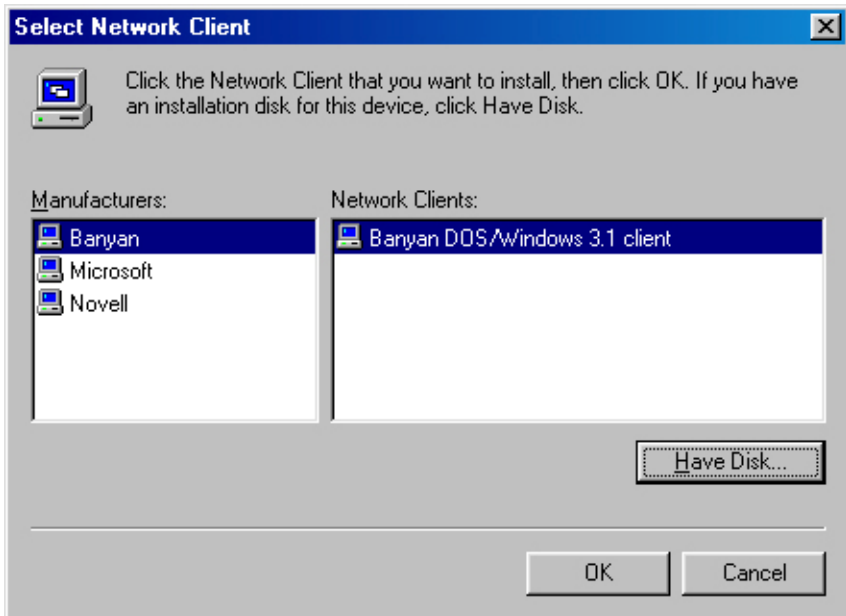 Select Network Client
Click the Network Client that you want to install, then click OK. If you have
an installation disk for this device, click Have Disk.
Manufacturers:
Banyan
Microsoft
Novell
Network Clients:
Banyan DOS/Windows 3.1 client
Have Disk...
OK
Cancel